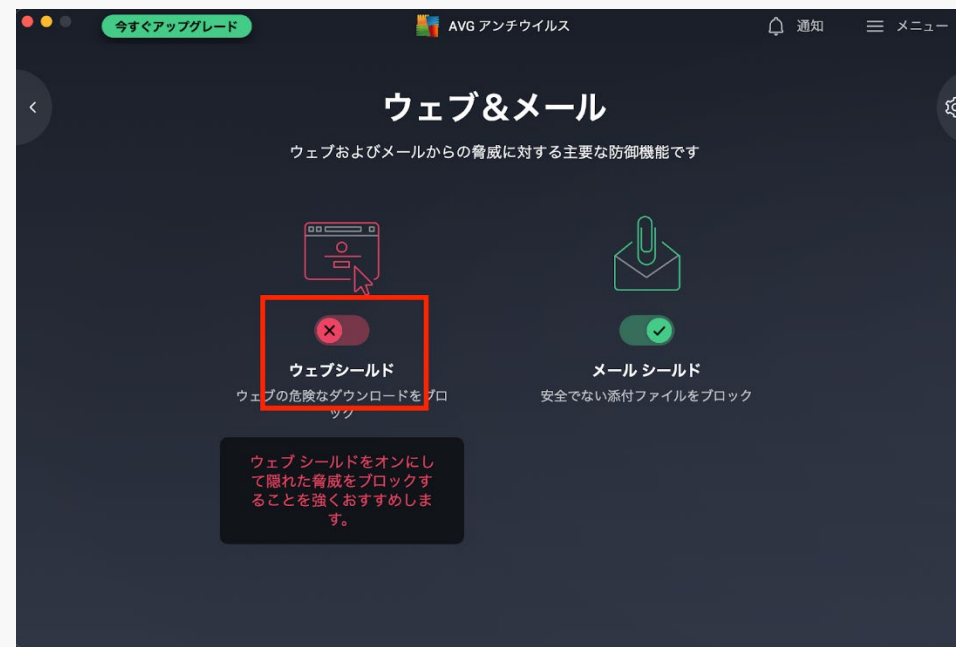 今すぐアップグレード
AVG アンチウイルス
通知
メニュー
ウェブ&メール
ウェブおよびメールからの脅威に対する主要な防御機能です
ウェブシールド
ウェブの危険なダウンロードをブロ
ック
メール シールド
安全でない添付ファイルをブロック
ウェブ シールドをオンにし
て隠れた脅威をブロックす
ることを強くおすすめしま
す。